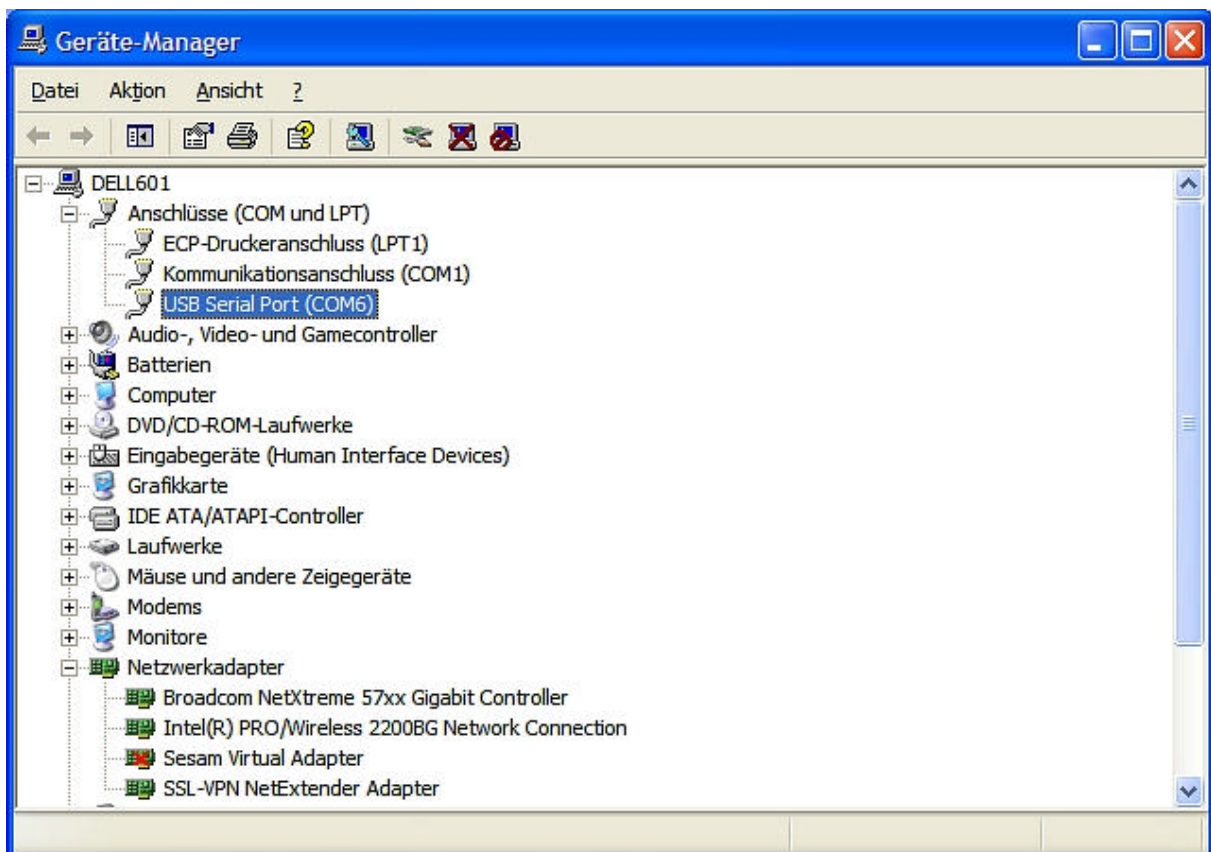 Geräte-Manager
Datei Aktion Ansicht ?
DELL601
Anschlüsse (COM und LPT)
ECP-Druckeranschluss (LPT1)
Kommunikationsanschluss (COM1)
USB Serial Port (COM6)
Audio-, Video- und Gamecontroller
Batterien
Computer
DVD/CD-ROM-Laufwerke
Eingabegeräte (Human Interface Devices)
Grafikkarte
IDE ATA/ATAPI-Controller
Laufwerke
Mäuse und andere Zeigegeräte
Modems
Monitore
Netzwerkadapter
Broadcom NetXtreme 57xx Gigabit Controller
Intel(R) PRO/Wireless 2200BG Network Connection
Sesam Virtual Adapter
SSL-VPN NetExtender Adapter